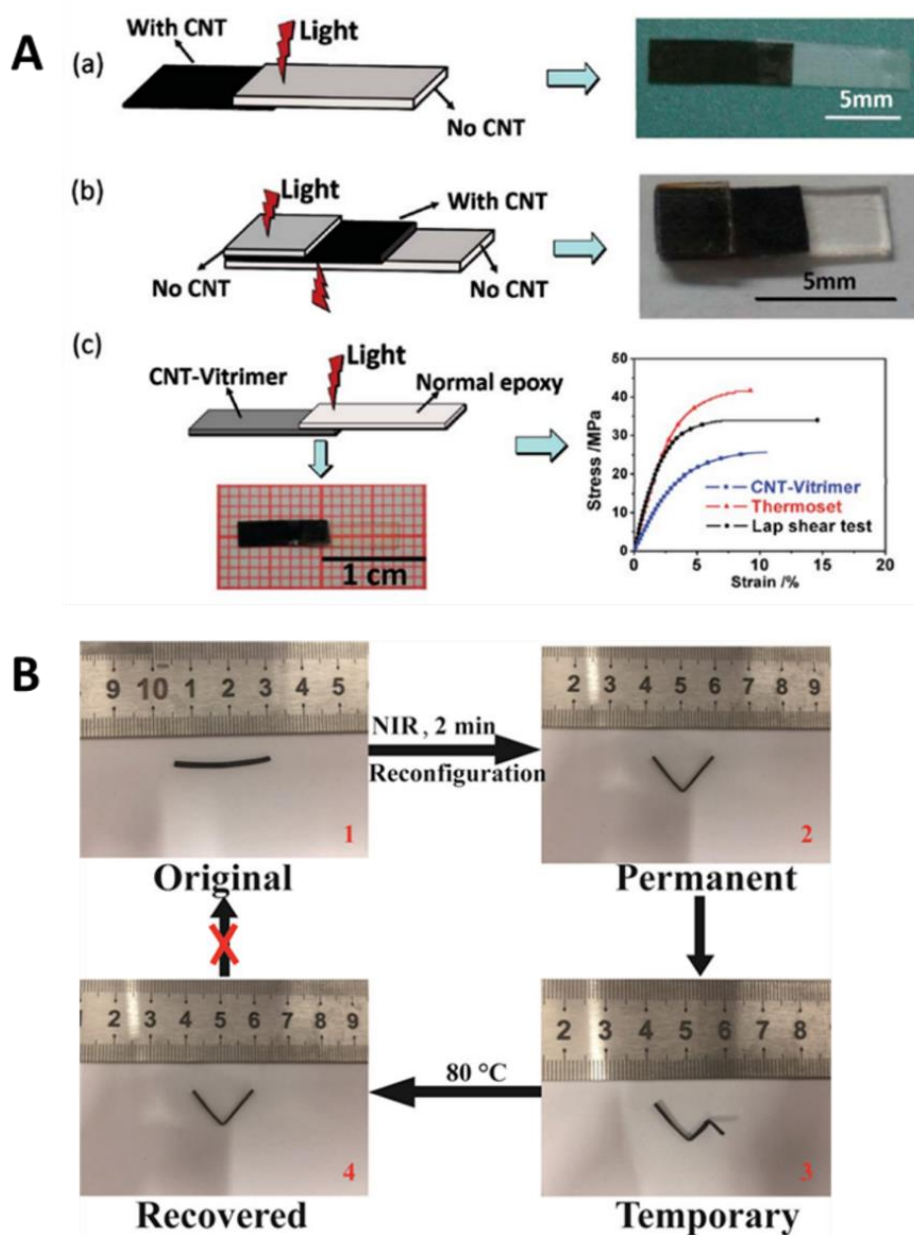 A
(a)
With CNT
Light
No CNT
5mm
(b)
Light
With CNT
No CNT
No CNT
5mm
(c)
Light
CNT-Vitrimer
Normal epoxy
1 cm
50
40
30
20
10
0
0 5 10 15 20
Stress /MPa
Strain /%
CNT-Vitrimer
Thermoset
Lap shear test
B
9 10 1 2 3 4 5
1
Original
NIR, 2 min
Reconfiguration
2 3 4 5 6 7 8 9
2
Permanent
2 3 4 5 6 7 8 9
4
Recovered
80 °C
2 3 4 5 6 7 8
3
Temporary